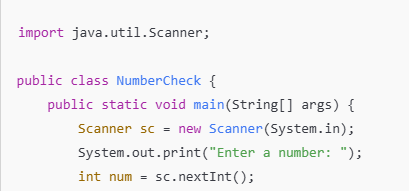 import java.util.Scanner;
public class NumberCheck {
    public static void main(String[] args) {
        Scanner sc = new Scanner(System.in);
        System.out.print("Enter a number: ");
        int num = sc.nextInt();